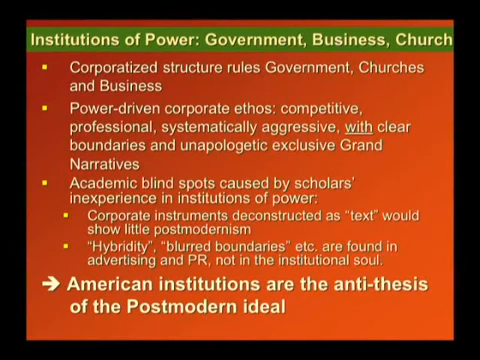 Institutions of Power: Government, Business, Church
Corporatized structure rules Government, Churches
and Business
Power-driven corporate ethos: competitive,
professional, systematically aggressive, with clear
boundaries and unapologetic exclusive Grand
Narratives
Academic blind spots caused by scholars'
inexperience in institutions of power:
Corporate instruments deconstructed as "text" would
show little postmodernism
"Hybridity", "blurred boundaries" etc. are found in
advertising and PR, not in the institutional soul.
➔ American institutions are the anti-thesis
of the Postmodern ideal